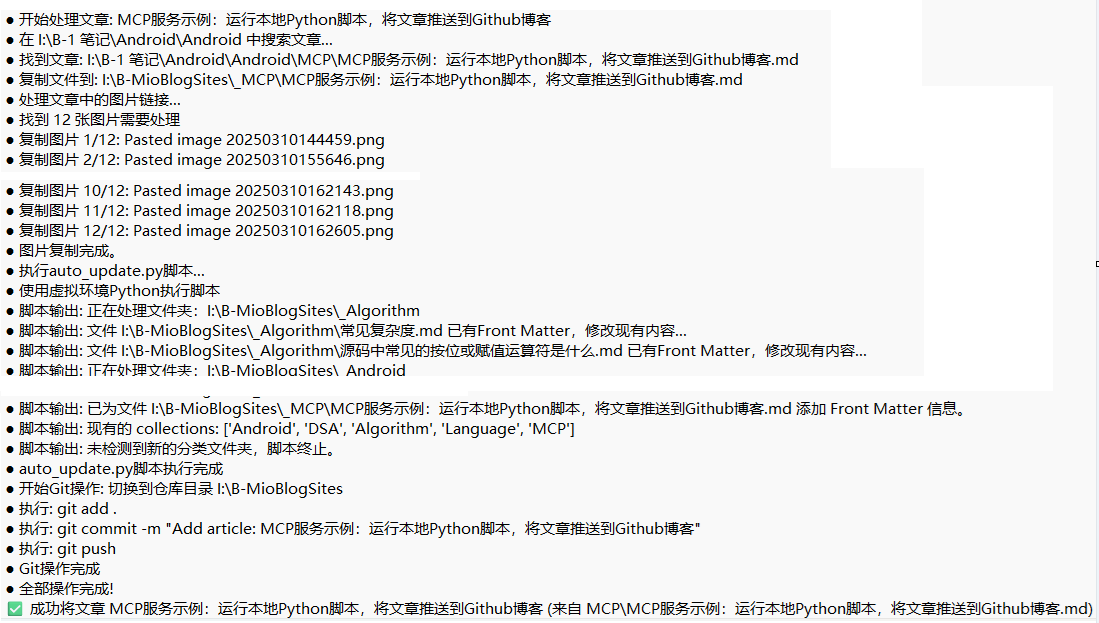 ● 开始处理文章: MCP服务示例：运行本地Python脚本，将文章推送到Github博客
● 在 I:\B-1 笔记\Android\Android 中搜索文章...
● 找到文章: I:\B-1 笔记\Android\Android\MCP\MCP服务示例：运行本地Python脚本，将文章推送到Github博客.md
● 复制文件到: I:\B-MioBlogSites\_MCP\MCP服务示例：运行本地Python脚本，将文章推送到Github博客.md
● 处理文章中的图片链接...
● 找到 12 张图片需要处理
● 复制图片 1/12: Pasted image 20250310144459.png
● 复制图片 2/12: Pasted image 20250310155646.png
● 复制图片 10/12: Pasted image 20250310162143.png
● 复制图片 11/12: Pasted image 20250310162118.png
● 复制图片 12/12: Pasted image 20250310162605.png
● 图片复制完成。
● 执行auto_update.py脚本...
● 使用虚拟环境Python执行脚本
● 脚本输出: 正在处理文件夹：I:\B-MioBlogSites\_Algorithm
● 脚本输出: 文件 I:\B-MioBlogSites\_Algorithm\常见复杂度.md 已有Front Matter，修改现有内容...
● 脚本输出: 文件 I:\B-MioBlogSites\_Algorithm\源码中常见的按位或赋值运算符是什么.md 已有Front Matter，修改现有内容...
● 脚本输出: 正在处理文件夹：I:\B-MioBlogSites\_Android
● 脚本输出: 已为文件 I:\B-MioBlogSites\_MCP\MCP服务示例：运行本地Python脚本，将文章推送到Github博客.md 添加 Front Matter 信息。
● 脚本输出: 现有的 collections: ['Android', 'DSA', 'Algorithm', 'Language', 'MCP']
● 脚本输出: 未检测到新的分类文件夹，脚本终止。
● auto_update.py脚本执行完成
● 开始Git操作: 切换到仓库目录 I:\B-MioBlogSites
● 执行: git add .
● 执行: git commit -m "Add article: MCP服务示例：运行本地Python脚本，将文章推送到Github博客"
● 执行: git push
● Git操作完成
● 全部操作完成!
✅ 成功将文章 MCP服务示例：运行本地Python脚本，将文章推送到Github博客 (来自 MCP\MCP服务示例：运行本地Python脚本，将文章推送到Github博客.md)